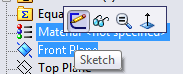 Equa
Material <not specified>
Front Plane
Sketch
Top Plane